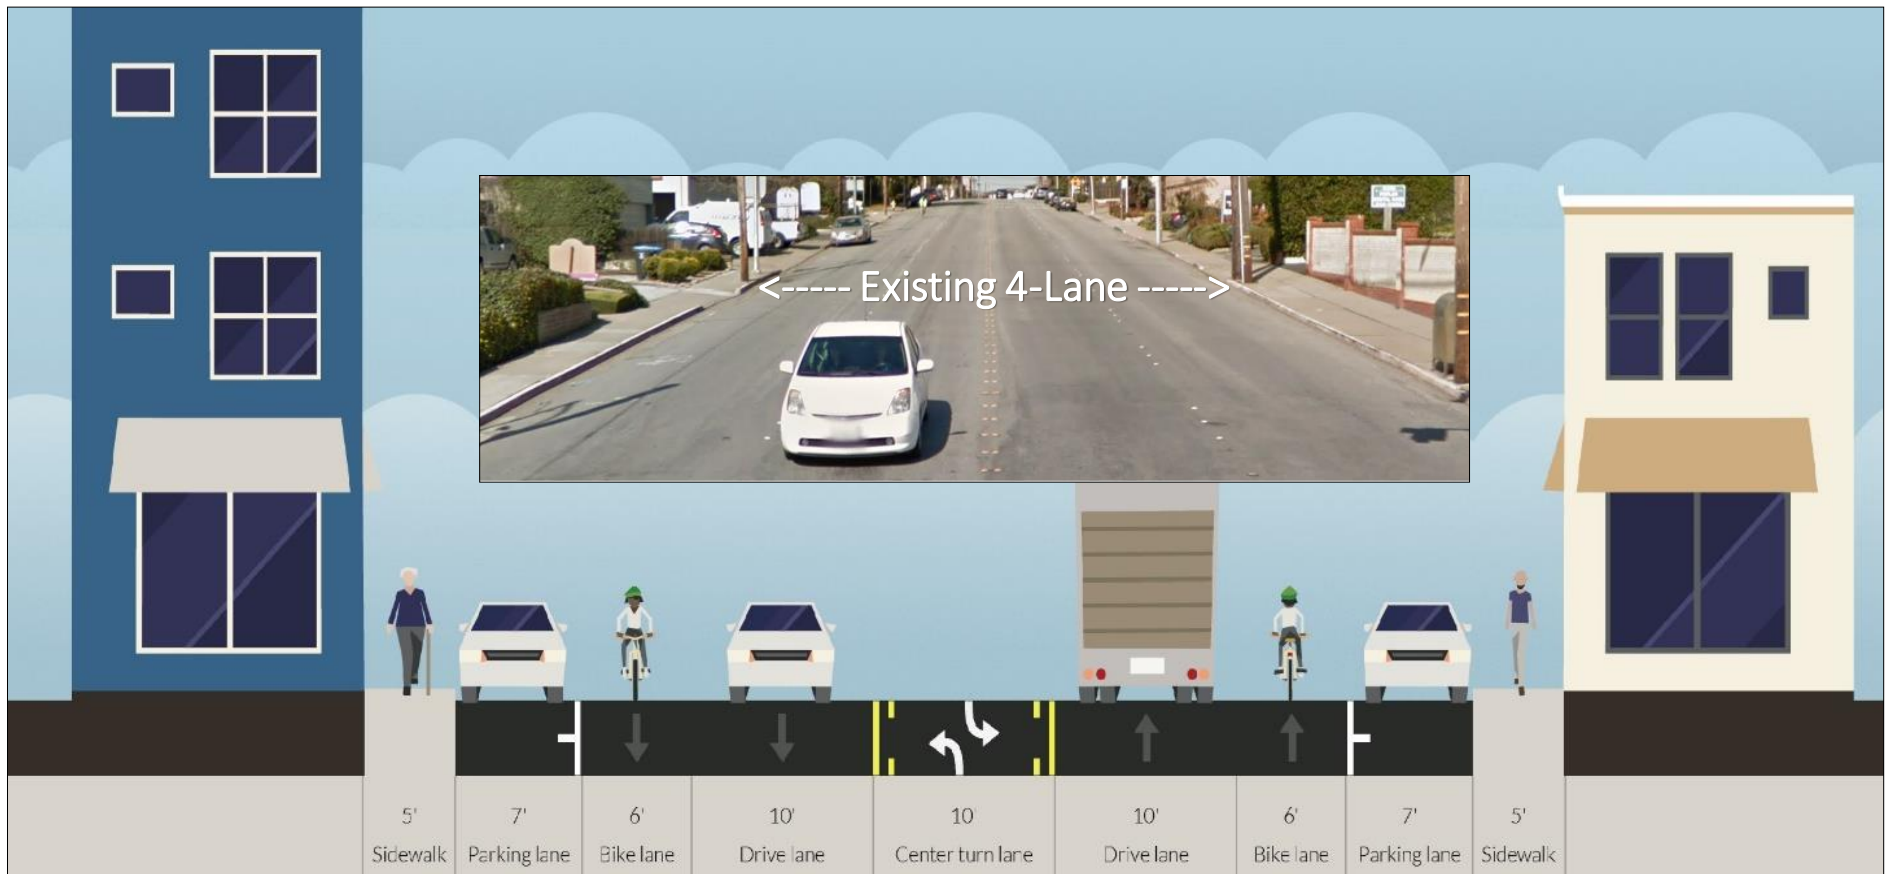 <----- Existing 4-Lane ----->
5' 7' 6' 10' 10 10' 6' 7' 5'
Sidewalk Parking lane Bike lane Drive lane Center turn lane Drive lane Bike lane Parking lane Sidewalk